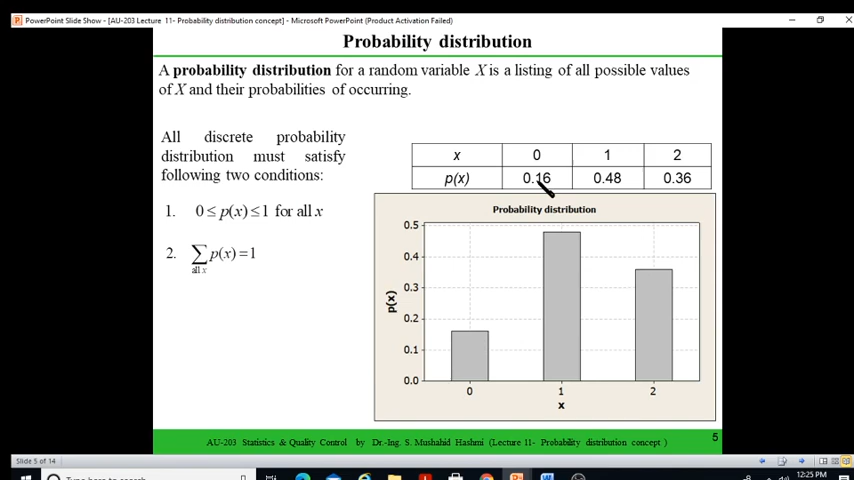 PowerPoint Slide Show - [AU-203 Lecture 11- Probability distribution concept] - Microsoft PowerPoint (Product Activation Failed)
Probability distribution
A probability distribution for a random variable X is a listing of all possible values
of X and their probabilities of occurring.
All discrete probability
distribution must satisfy
following two conditions:
1. 0 ≤ p(x) ≤ 1 for all x
2. ∑ p(x) = 1
all x
x 0 1 2
p(x) 0.16 0.48 0.36
Probability distribution
0.5
0.4
0.3
0.2
0.1
0.0
p(x)
0 1 2
x
AU-203 Statistics & Quality Control by Dr.-Ing. S. Mushahid Hashmi (Lecture 11- Probability distribution concept )
5
Slide 5 of 14
Type here to search
12:25 PM